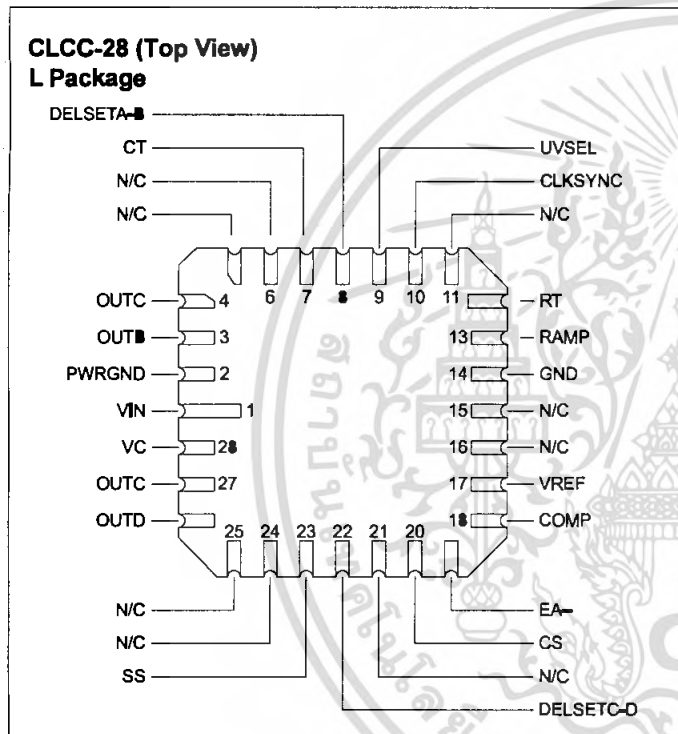 CLCC-28 (Top View)
L Package
DELSETA-B
CT
N/C
N/C
UVSEL
CLKSYNC
N/C
6 7 8 9 10 11
OUTC 4
OUTB 3
PWRGND 2
VIN 1
VC 28
OUTC 27
OUTD
RT
13 RAMP
14 GND
15 N/C
16 N/C
17 VREF
18 COMP
25 24 23 22 21 20
N/C
N/C
SS
EA-
CS
N/C
DELSETC-D